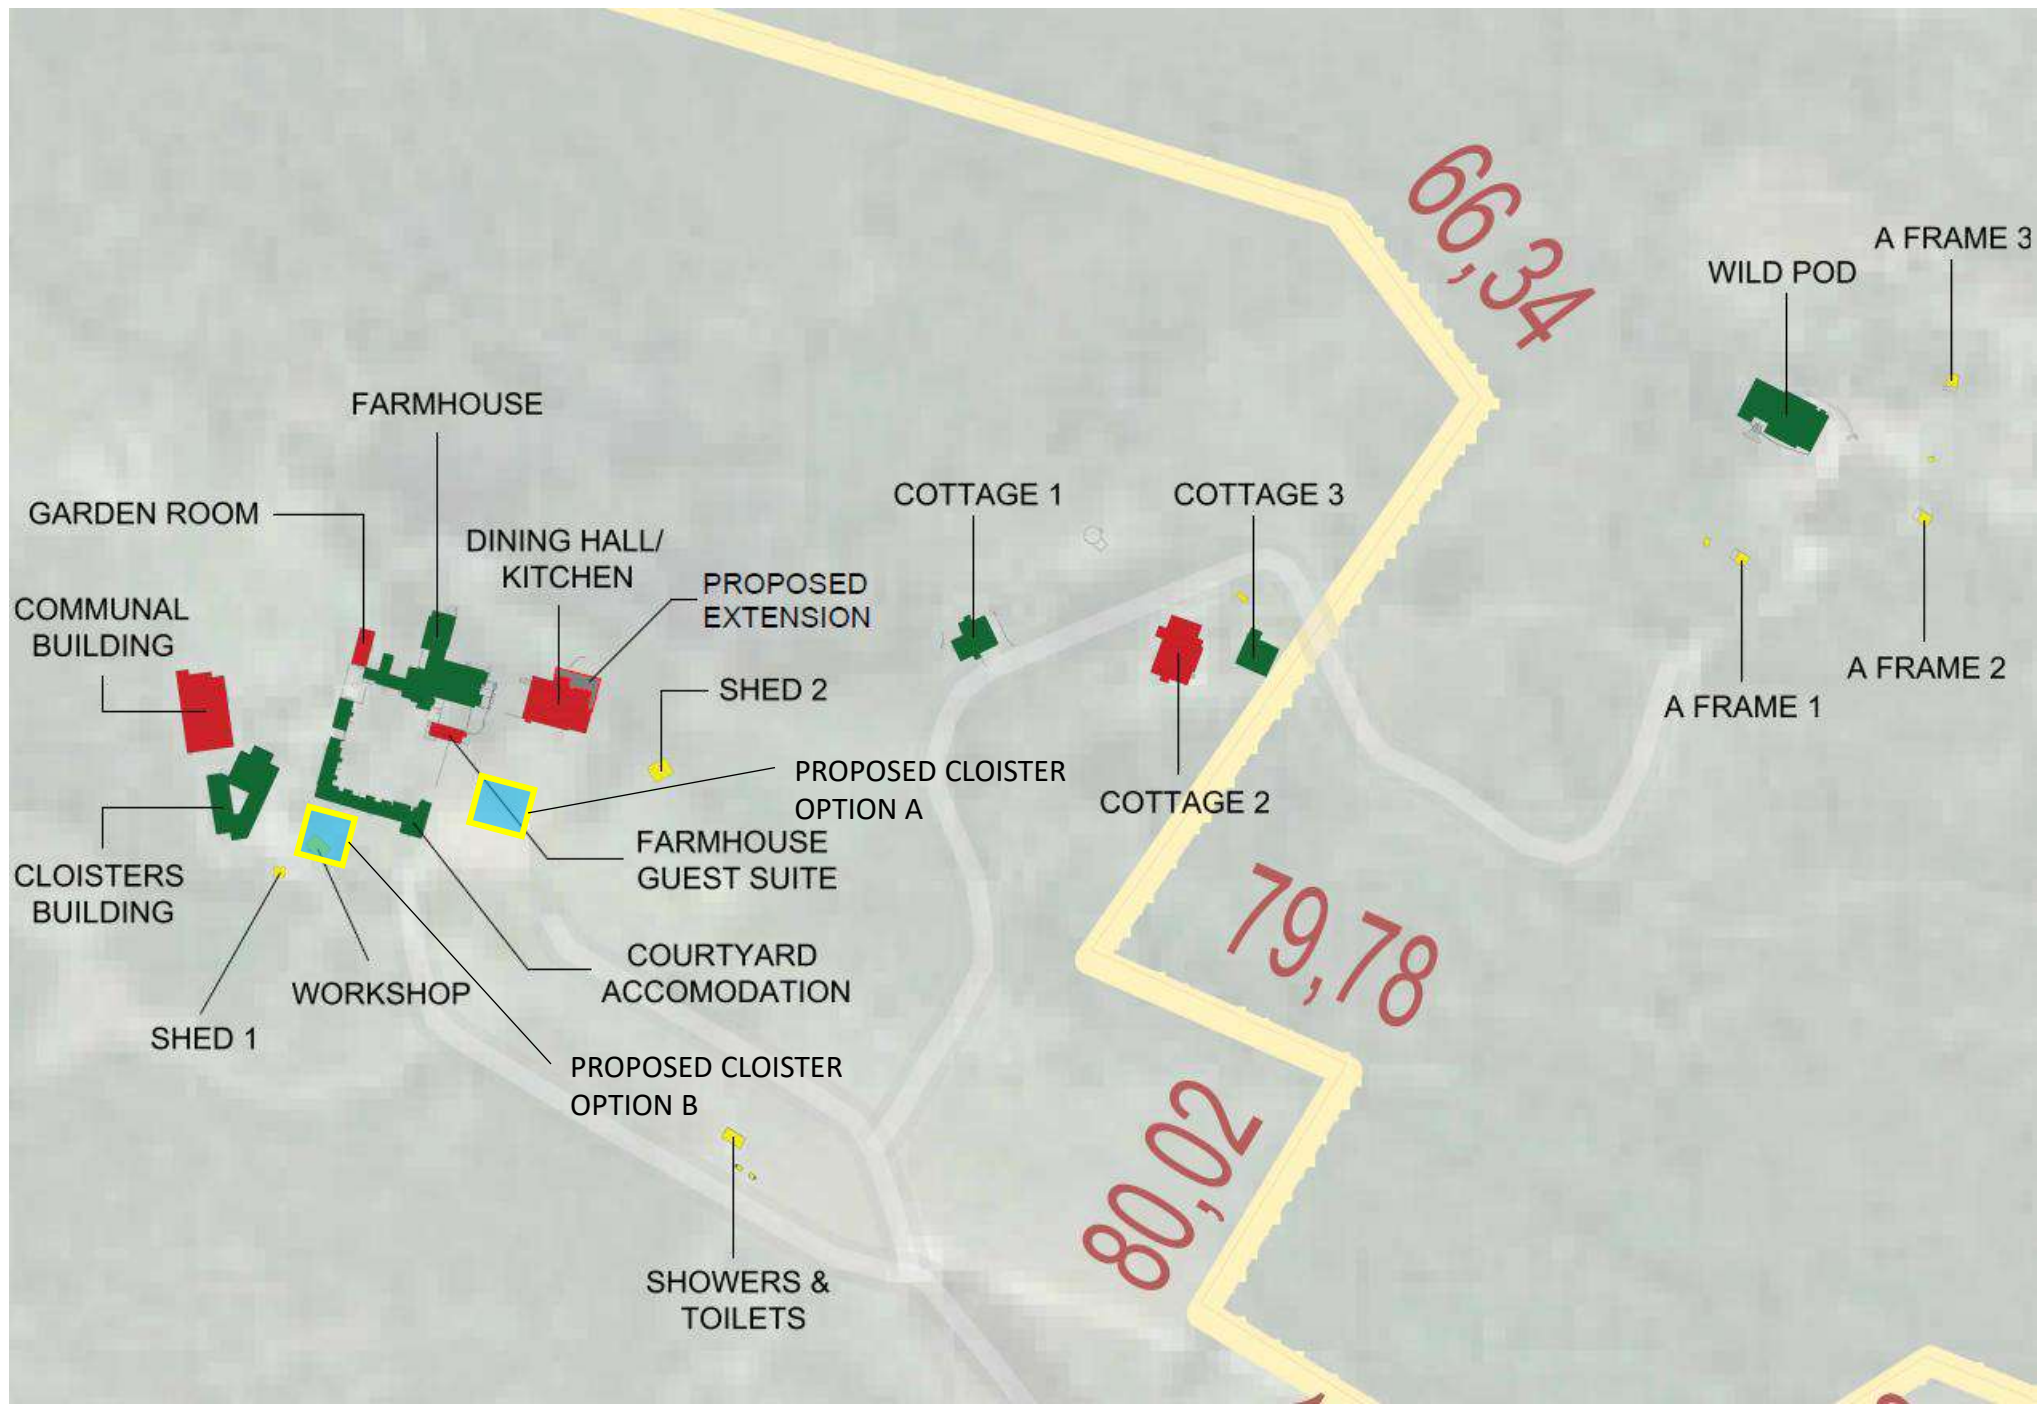 66,34
A FRAME 3
WILD POD
FARMHOUSE
COTTAGE 1
COTTAGE 3
GARDEN ROOM
DINING HALL/
KITCHEN
PROPOSED
EXTENSION
COMMUNAL
BUILDING
SHED 2
A FRAME 2
A FRAME 1
PROPOSED CLOISTER
OPTION A
COTTAGE 2
FARMHOUSE
GUEST SUITE
CLOISTERS
BUILDING
79,78
COURTYARD
ACCOMODATION
WORKSHOP
SHED 1
PROPOSED CLOISTER
OPTION B
80,02
SHOWERS &
TOILETS